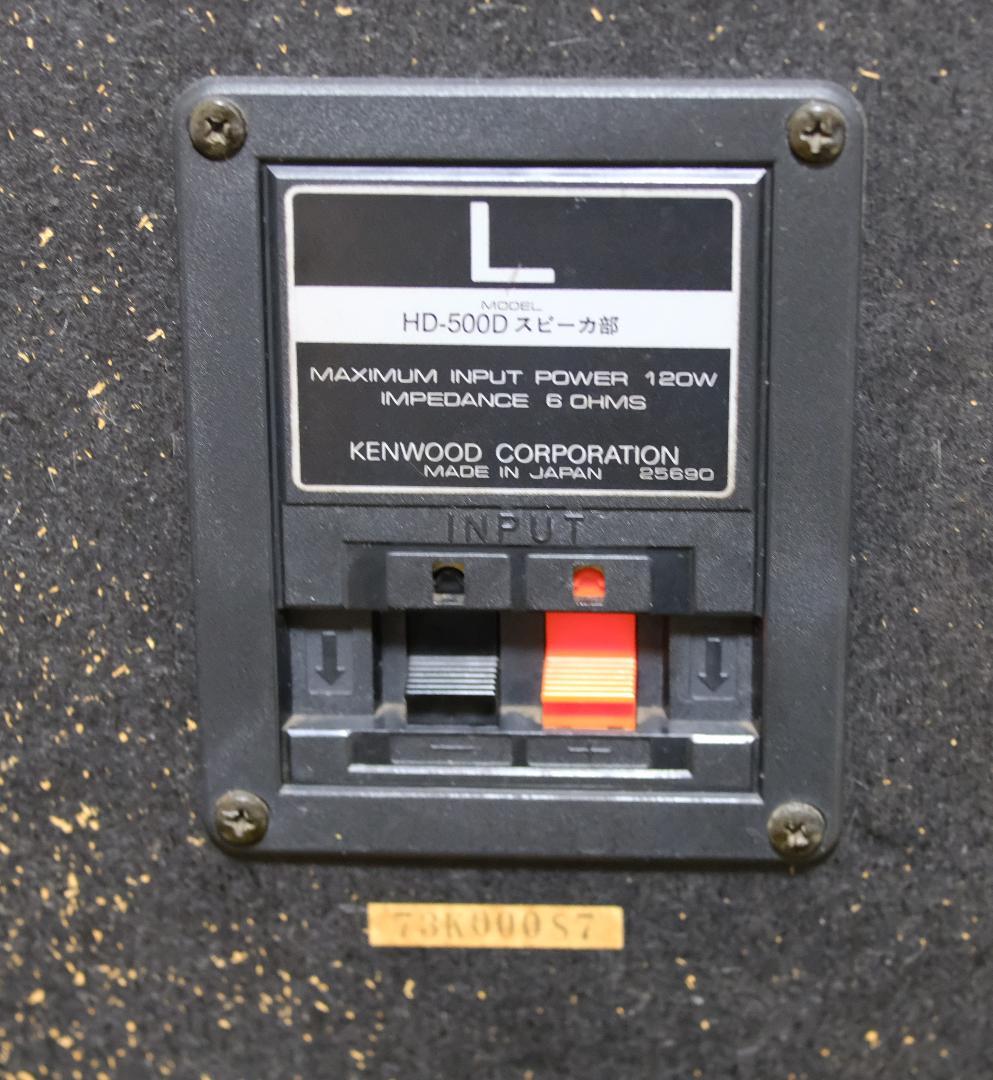 L
MODEL
HD-500D スピーカ部
MAXIMUM INPUT POWER 120W
IMPEDANCE 6 OHMS
KENWOOD CORPORATION
MADE IN JAPAN 25690
INPUT
73K00087